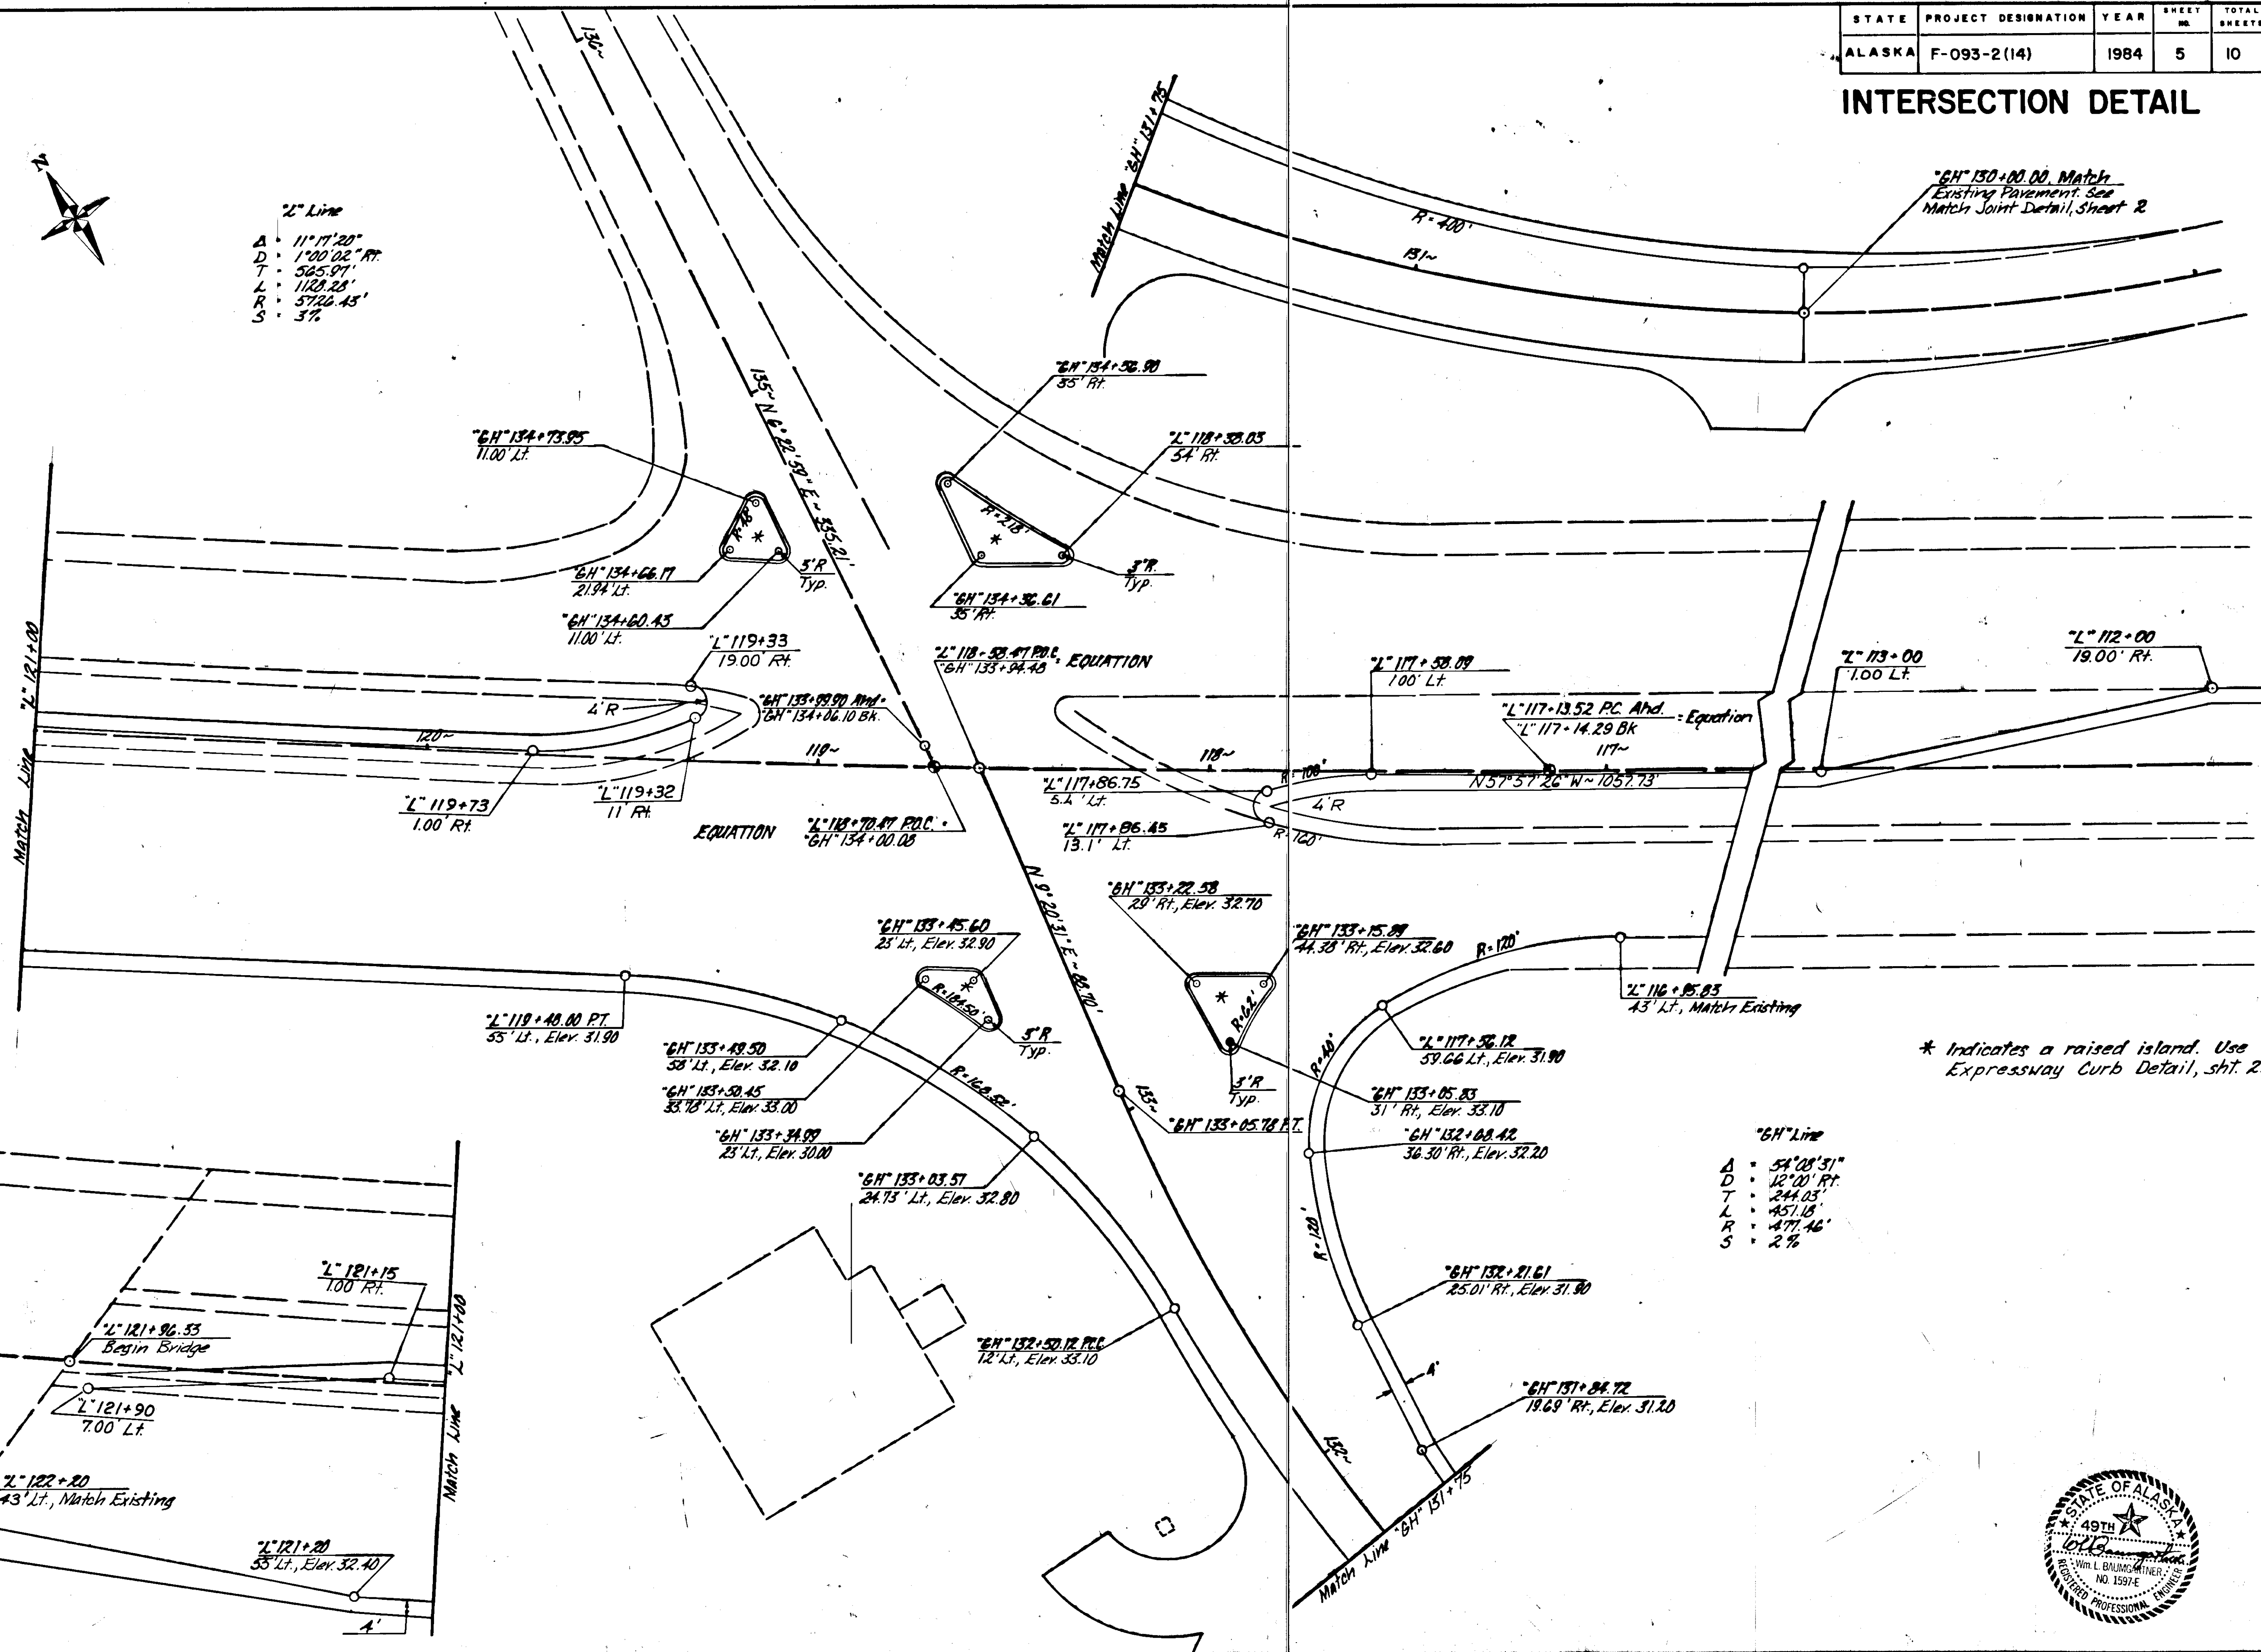 STATE PROJECT DESIGNATION YEAR SHEET NO. TOTAL SHEETS
ALASKA F-093-2(14) 1984 5 10
INTERSECTION DETAIL
136~
N
"L" Line
Δ = 11°17'20"
D = 1°00'02" RT.
T = 565.97'
L = 1128.28'
R = 5726.43'
S = 3%
Match Line "GH" 131+75
R=400'
131~
"GH" 130+00.00, Match
Existing Pavement. See
Match Joint Detail, Sheet 2
"GH" 134+56.90
35' Rt.
135~ N 6°22'59" E ~ 335.21'
"GH" 134+73.95
11.00' Lt.
"L" 118+38.03
54' Rt.
R=78'
*
R=218'
*
"GH" 134+66.17
21.94' Lt.
3'R
Typ.
3'R.
Typ.
"GH" 134+60.43
11.00' Lt.
"GH" 134+36.61
35' Rt.
Match Line "L" 121+00
"L" 119+33
19.00' Rt.
"L" 118+58.47 P.O.C. = EQUATION
"GH" 133+94.48
"L" 117+58.09
1.00' Lt.
"L" 113+00
1.00' Lt.
"L" 112+00
19.00' Rt.
4'R
"GH" 133+99.90 Ahd =
"GH" 134+06.10 Bk.
"L" 117+13.52 P.C. Ahd. = Equation
"L" 117+14.29 Bk
120~
119~
118~
117~
"L" 117+86.75
5.4' Lt.
R=100'
N57°57'26"W ~ 1057.73'
4'R
"L" 119+73
1.00' Rt.
"L" 119+32
11' Rt.
EQUATION
"L" 118+70.47 P.O.C. =
"GH" 134+00.08
"L" 117+86.45
13.1' Lt.
R=160'
N 9°20'31" E ~ 88.70'
"GH" 133+22.58
29' Rt., Elev. 32.70
"GH" 133+45.60
23' Lt., Elev. 32.90
"GH" 133+15.89
44.38' Rt., Elev. 32.60
R=120'
*
R=184.50'
*
R=62'
"L" 116+95.83
43' Lt., Match Existing
"L" 119+48.00 P.T.
55' Lt., Elev. 31.90
3'R
Typ.
"GH" 133+49.50
58' Lt., Elev. 32.10
R=40'
"L" 117+56.12
59.66 Lt., Elev. 31.90
* Indicates a raised island. Use
Expressway Curb Detail, sht. 2.
"GH" 133+50.45
33.78' Lt., Elev 33.00
R=168.52'
3'R
Typ.
"GH" 133+05.83
31' Rt., Elev. 33.10
133~
"GH" 133+05.78 P.T.
"GH" 133+34.99
23' Lt., Elev. 30.00
"GH" 132+68.42
36.30' Rt., Elev. 32.20
"GH" Line
Δ = 54°08'31"
D = 12°00' Rt.
T = 244.03'
L = 451.18'
R = 477.46'
S = 2%
"GH" 133+03.57
24.73' Lt., Elev. 32.80
R=120'
"L" 121+15
1.00' Rt.
"GH" 132+21.61
25.01' Rt., Elev. 31.90
"L" 121+96.33
Begin Bridge
"GH" 132+50.12 P.C.C.
12' Lt., Elev. 33.10
4'
"L" 121+90
7.00' Lt.
Match Line "L" 121+00
"GH" 131+84.72
19.69' Rt., Elev. 31.20
132~
"L" 122+20
43' Lt., Match Existing
"L" 121+20
55' Lt., Elev. 32.40
4'
Match Line "GH" 131+75
STATE OF ALASKA
49TH
Wm. L. BAUMGARTNER
NO. 1597-E
REGISTERED PROFESSIONAL ENGINEER